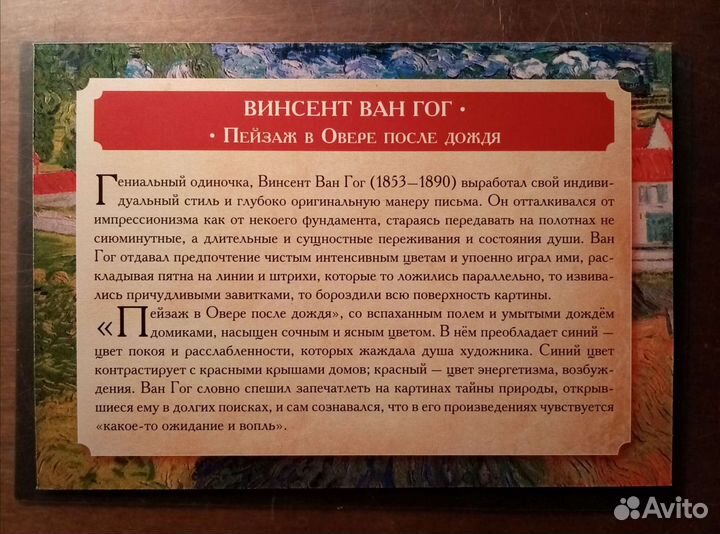 ВИНСЕНТ ВАН ГОГ •
• Пейзаж в Овере после дождя
Гениальный одиночка, Винсент Ван Гог (1853—1890) выработал свой индиви-
дуальный стиль и глубоко оригинальную манеру письма. Он отталкивался от
импрессионизма как от некоего фундамента, стараясь передавать на полотнах не
сиюминутные, а длительные и сущностные переживания и состояния души. Ван
Гог отдавал предпочтение чистым интенсивным цветам и упоенно играл ими, рас-
кладывая пятна на линии и штрихи, которые то ложились параллельно, то извива-
лись причудливыми завитками, то бороздили всю поверхность картины.
«Пейзаж в Овере после дождя», со вспаханным полем и умытыми дождём
домиками, насыщен сочным и ясным цветом. В нём преобладает синий —
цвет покоя и расслабленности, которых жаждала душа художника. Синий цвет
контрастирует с красными крышами домов; красный — цвет энергетизма, возбуж-
дения. Ван Гог словно спешил запечатлеть на картинах тайны природы, открыв-
шиеся ему в долгих поисках, и сам сознавался, что в его произведениях чувствуется
«какое-то ожидание и вопль».
Avito